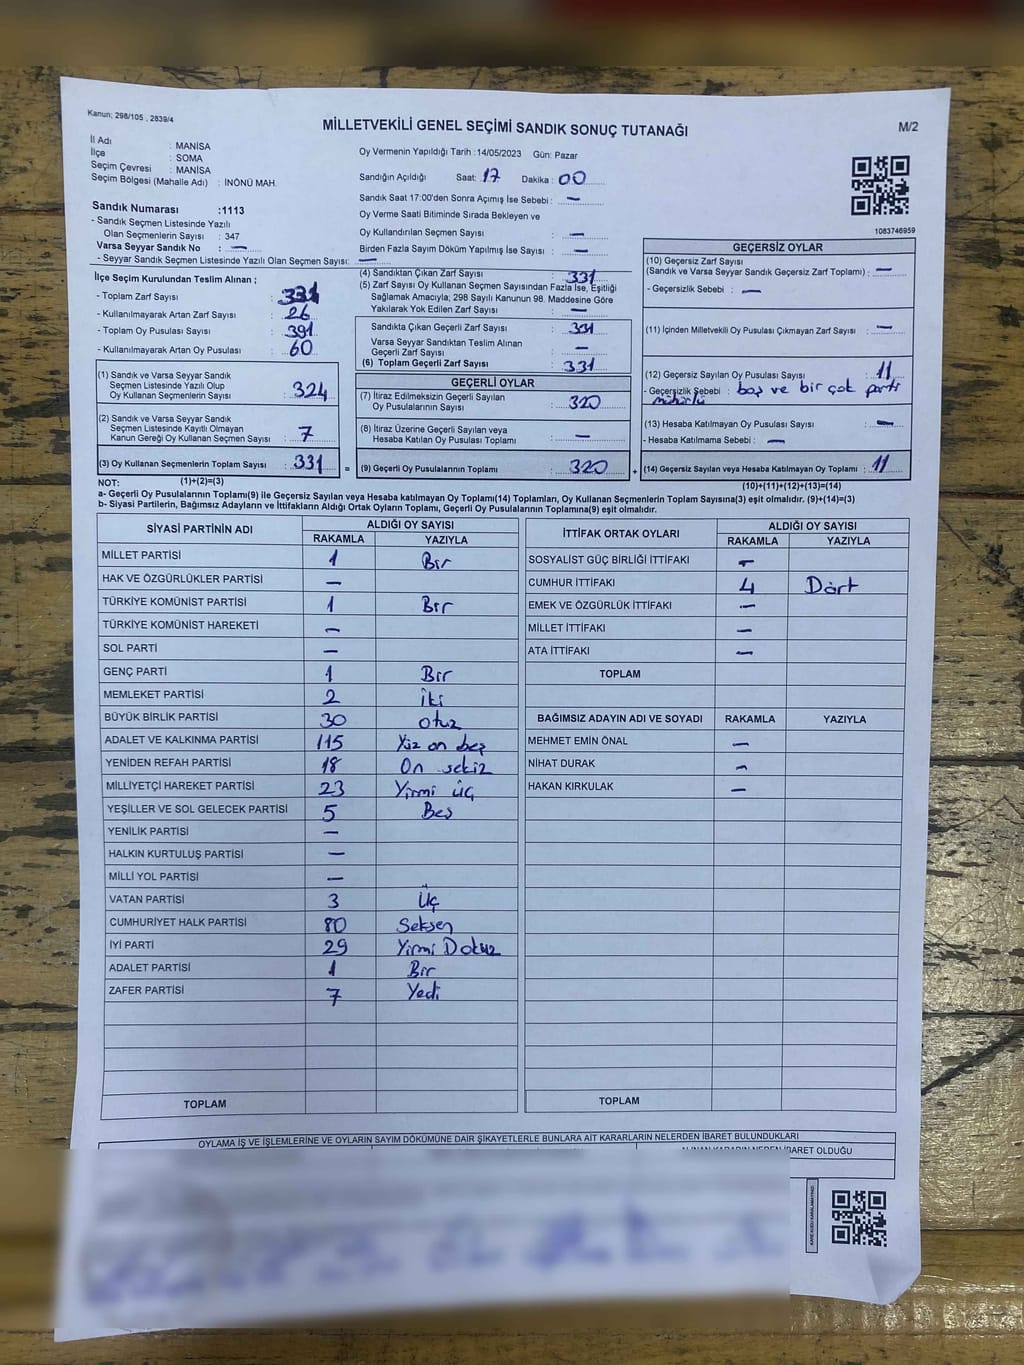 Kanun; 298/105 , 2839/4
MİLLETVEKİLİ GENEL SEÇİMİ SANDIK SONUÇ TUTANAĞI
M/2
İl Adı : MANİSA
İlçe : SOMA
Seçim Çevresi : MANİSA
Seçim Bölgesi (Mahalle Adı) : İNÖNÜ MAH.
Sandık Numarası :1113
- Sandık Seçmen Listesinde Yazılı
Olan Seçmenlerin Sayısı : 347
Varsa Seyyar Sandık No : —
- Seyyar Sandık Seçmen Listesinde Yazılı Olan Seçmen Sayısı: —
Oy Vermenin Yapıldığı Tarih :14/05/2023 Gün: Pazar
Sandığın Açıldığı Saat: 17 Dakika : 00
Sandık Saat 17:00'den Sonra Açımış İse Sebebi : —
Oy Verme Saati Bitiminde Sırada Bekleyen ve
Oy Kullandırılan Seçmen Sayısı : —
Birden Fazla Sayım Döküm Yapılmış İse Sayısı : —
1083746959
İlçe Seçim Kurulundan Teslim Alınan ;
- Toplam Zarf Sayısı :
- Kullanılmayarak Artan Zarf Sayısı : 26
- Toplam Oy Pusulası Sayısı : 391
- Kullanılmayarak Artan Oy Pusulası : 60
(1) Sandık ve Varsa Seyyar Sandık
Seçmen Listesinde Yazılı Olup
Oy Kullanan Seçmenlerin Sayısı : 324
(2) Sandık ve Varsa Seyyar Sandık
Seçmen Listesinde Kayıtlı Olmayan
Kanun Gereği Oy Kullanan Seçmen Sayısı : 7
(3) Oy Kullanan Seçmenlerin Toplam Sayısı : 331 =
(4) Sandıktan Çıkan Zarf Sayısı : 331
(5) Zarf Sayısı Oy Kullanan Seçmen Sayısından Fazla İse, Eşitliği
Sağlamak Amacıyla; 298 Sayılı Kanunun 98. Maddesine Göre
Yakılarak Yok Edilen Zarf Sayısı : —
Sandıkta Çıkan Geçerli Zarf Sayısı : 331
Varsa Seyyar Sandıktan Teslim Alınan
Geçerli Zarf Sayısı : —
(6) Toplam Geçerli Zarf Sayısı : 331
GEÇERLİ OYLAR
(7) İtiraz Edilmeksizin Geçerli Sayılan
Oy Pusulalarının Sayısı : 320
(8) İtiraz Üzerine Geçerli Sayılan veya
Hesaba Katılan Oy Pusulası Toplamı : —
(9) Geçerli Oy Pusulalarının Toplamı : 320 +
GEÇERSİZ OYLAR
(10) Geçersiz Zarf Sayısı
(Sandık ve Varsa Seyyar Sandık Geçersiz Zarf Toplamı) : —
- Geçersizlik Sebebi : —
(11) İçinden Milletvekili Oy Pusulası Çıkmayan Zarf Sayısı : —
(12) Geçersiz Sayılan Oy Pusulası Sayısı : 11
- Geçersizlik Sebebi : boş ve bir çok parti
mühürlü
(13) Hesaba Katılmayan Oy Pusulası Sayısı : —
- Hesaba Katılmama Sebebi : —
(14) Geçersiz Sayılan veya Hesaba Katılmayan Oy Toplamı : 11
NOT: (1)+(2)=(3)
(10)+(11)+(12)+(13)=(14)
a- Geçerli Oy Pusulalarının Toplamı(9) ile Geçersiz Sayılan veya Hesaba katılmayan Oy Toplamı(14) Toplamları, Oy Kullanan Seçmenlerin Toplam Sayısına(3) eşit olmalıdır. (9)+(14)=(3)
b- Siyasi Partilerin, Bağımsız Adayların ve İttifakların Aldığı Ortak Oyların Toplamı, Geçerli Oy Pusulalarının Toplamına(9) eşit olmalıdır.
SİYASİ PARTİNİN ADI ALDIĞI OY SAYISI
RAKAMLA YAZIYLA
MİLLET PARTİSİ 1 Bir
HAK VE ÖZGÜRLÜKLER PARTİSİ —
TÜRKİYE KOMÜNİST PARTİSİ 1 Bir
TÜRKİYE KOMÜNİST HAREKETİ —
SOL PARTİ —
GENÇ PARTİ 1 Bir
MEMLEKET PARTİSİ 2 iki
BÜYÜK BİRLİK PARTİSİ 30 otuz
ADALET VE KALKINMA PARTİSİ 115 Yüz on beş
YENİDEN REFAH PARTİSİ 18 On sekiz
MİLLİYETÇİ HAREKET PARTİSİ 23 Yirmi üç
YEŞİLLER VE SOL GELECEK PARTİSİ 5 Beş
YENİLİK PARTİSİ —
HALKIN KURTULUŞ PARTİSİ —
MİLLİ YOL PARTİSİ —
VATAN PARTİSİ 3 Üç
CUMHURİYET HALK PARTİSİ 80 Seksen
İYİ PARTİ 29 Yirmi Dokuz
ADALET PARTİSİ 1 Bir
ZAFER PARTİSİ 7 Yedi
TOPLAM
İTTİFAK ORTAK OYLARI ALDIĞI OY SAYISI
RAKAMLA YAZIYLA
SOSYALİST GÜÇ BİRLİĞİ İTTİFAKI —
CUMHUR İTTİFAKI 4 Dört
EMEK VE ÖZGÜRLÜK İTTİFAKI —
MİLLET İTTİFAKI —
ATA İTTİFAKI —
TOPLAM
BAĞIMSIZ ADAYIN ADI VE SOYADI RAKAMLA YAZIYLA
MEHMET EMİN ÖNAL —
NİHAT DURAK —
HAKAN KIRKULAK —
TOPLAM
OYLAMA İŞ VE İŞLEMLERİNE VE OYLARIN SAYIM DÖKÜMÜNE DAİR ŞİKAYETLERLE BUNLARA AİT KARARLARIN NELERDEN İBARET BULUNDUKLARI
ALINAN KARARIN NEDEN İBARET OLDUĞU